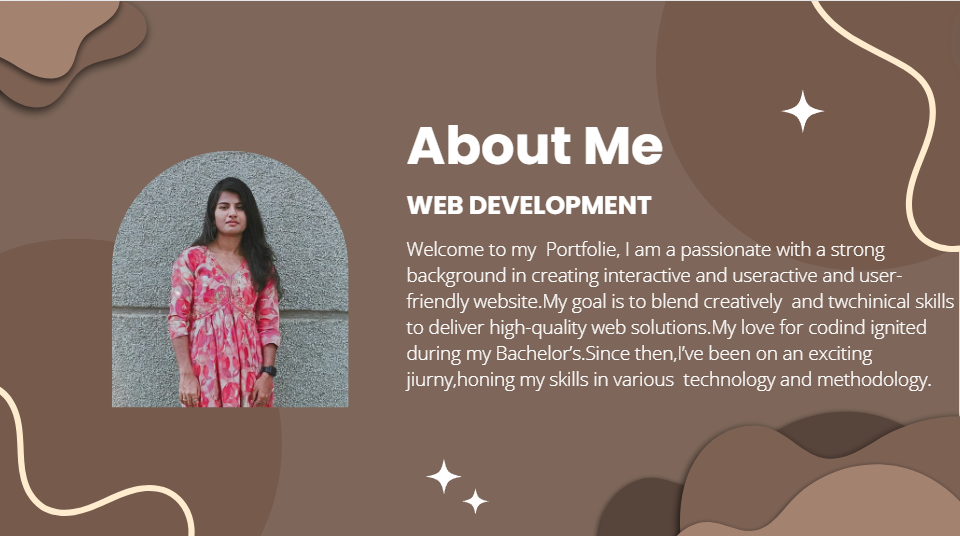 About Me
WEB DEVELOPMENT
Welcome to my  Portfolie, I am a passionate with a strong
background in creating interactive and useractive and user-
friendly website.My goal is to blend creatively  and twchinical skills
to deliver high-quality web solutions.My love for codind ignited
during my Bachelor’s.Since then,I’ve been on an exciting
jiurny,honing my skills in various  technology and methodology.